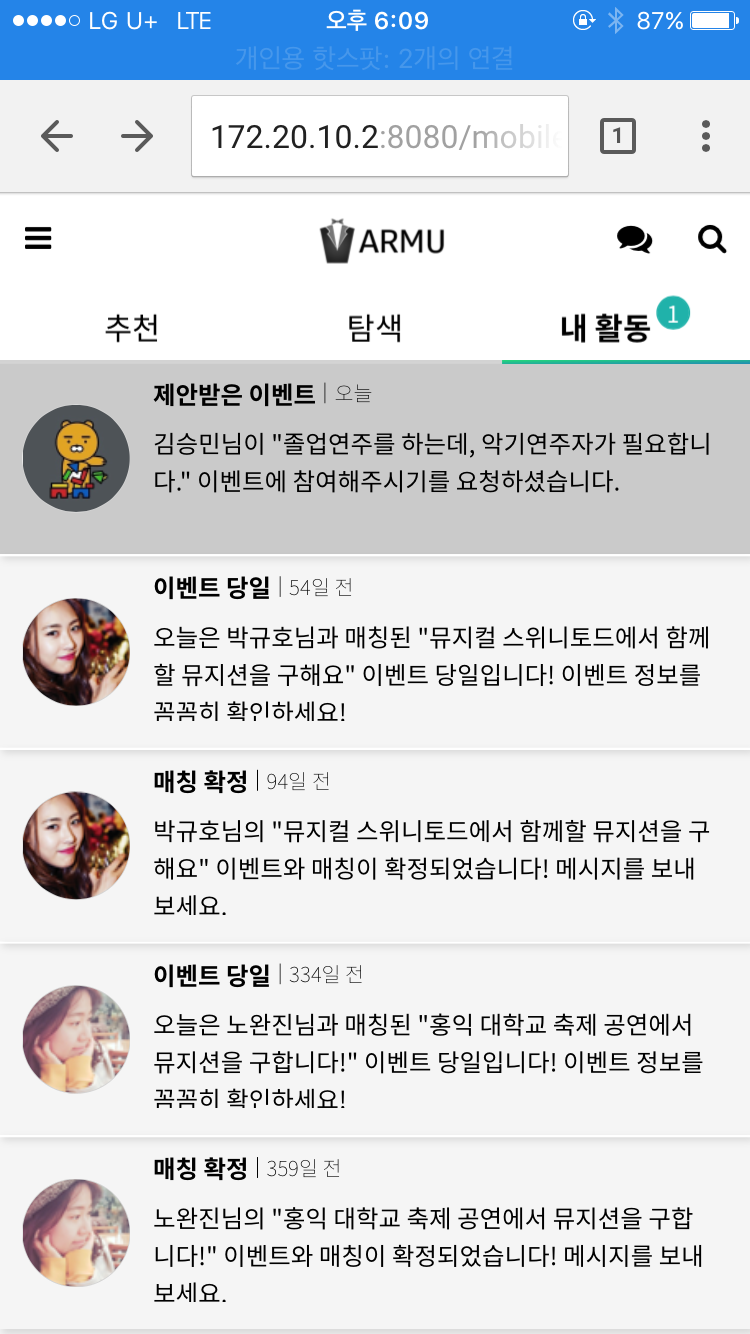 LG U+ LTE 오후 6:09 87%
개인용 핫스팟: 2개의 연결
172.20.10.2:8080/mobile 1
ARMU
추천 탐색 내 활동 1
제안받은 이벤트 | 오늘
김승민님이 "졸업연주를 하는데, 악기연주자가 필요합니
다." 이벤트에 참여해주시기를 요청하셨습니다.
이벤트 당일 | 54일 전
오늘은 박규호님과 매칭된 "뮤지컬 스위니토드에서 함께
할 뮤지션을 구해요" 이벤트 당일입니다! 이벤트 정보를
꼼꼼히 확인하세요!
매칭 확정 | 94일 전
박규호님의 "뮤지컬 스위니토드에서 함께할 뮤지션을 구
해요" 이벤트와 매칭이 확정되었습니다! 메시지를 보내
보세요.
이벤트 당일 | 334일 전
오늘은 노완진님과 매칭된 "홍익 대학교 축제 공연에서
뮤지션을 구합니다!" 이벤트 당일입니다! 이벤트 정보를
꼼꼼히 확인하세요!
매칭 확정 | 359일 전
노완진님의 "홍익 대학교 축제 공연에서 뮤지션을 구합
니다!" 이벤트와 매칭이 확정되었습니다! 메시지를 보내
보세요.